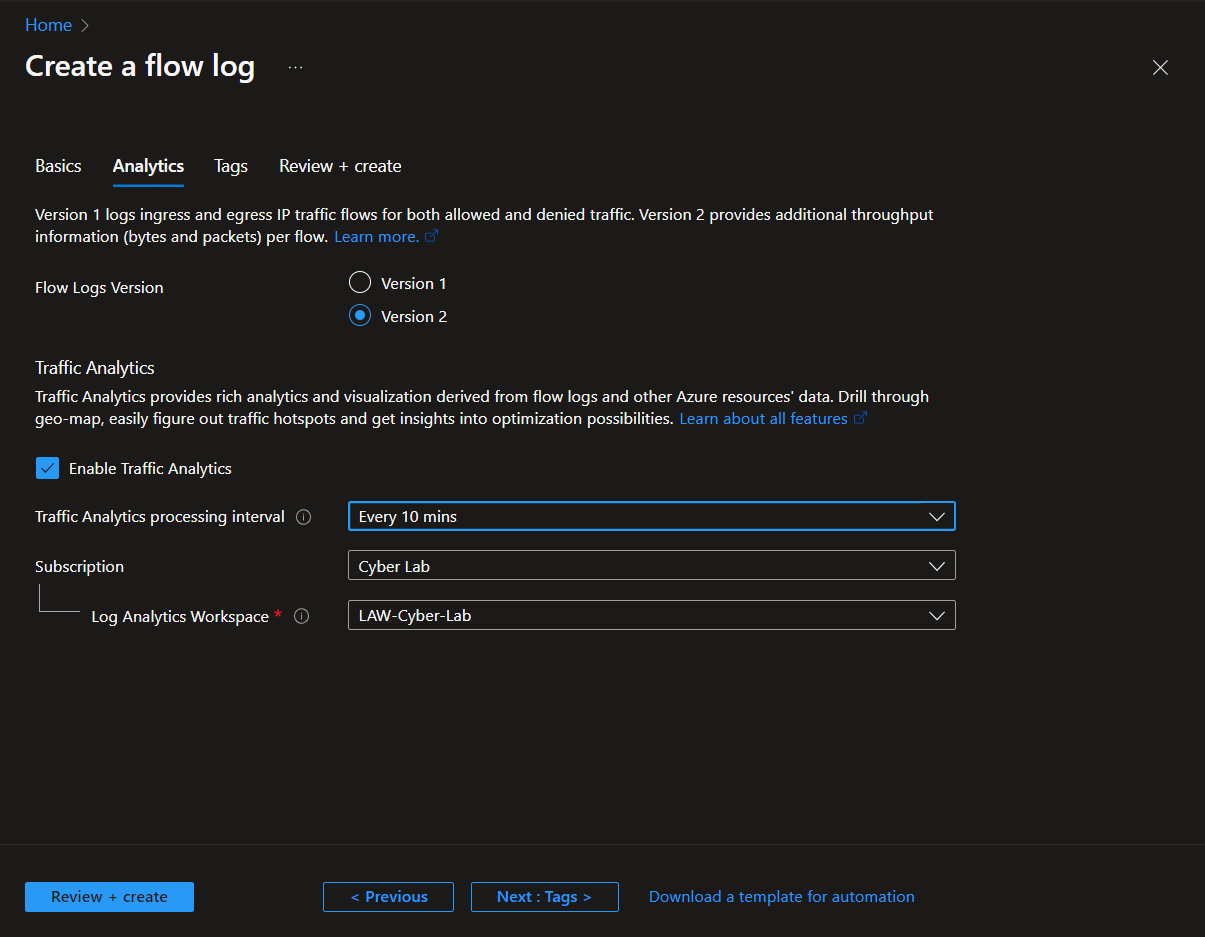 Home
Create a flow log ...
Basics Analytics Tags Review + create
Version 1 logs ingress and egress IP traffic flows for both allowed and denied traffic. Version 2 provides additional throughput
information (bytes and packets) per flow. Learn more.
Flow Logs Version
Version 1
Version 2
Traffic Analytics
Traffic Analytics provides rich analytics and visualization derived from flow logs and other Azure resources' data. Drill through
geo-map, easily figure out traffic hotspots and get insights into optimization possibilities. Learn about all features
Enable Traffic Analytics
Traffic Analytics processing interval Every 10 mins
Subscription Cyber Lab
Log Analytics Workspace * LAW-Cyber-Lab
Review + create < Previous Next : Tags > Download a template for automation